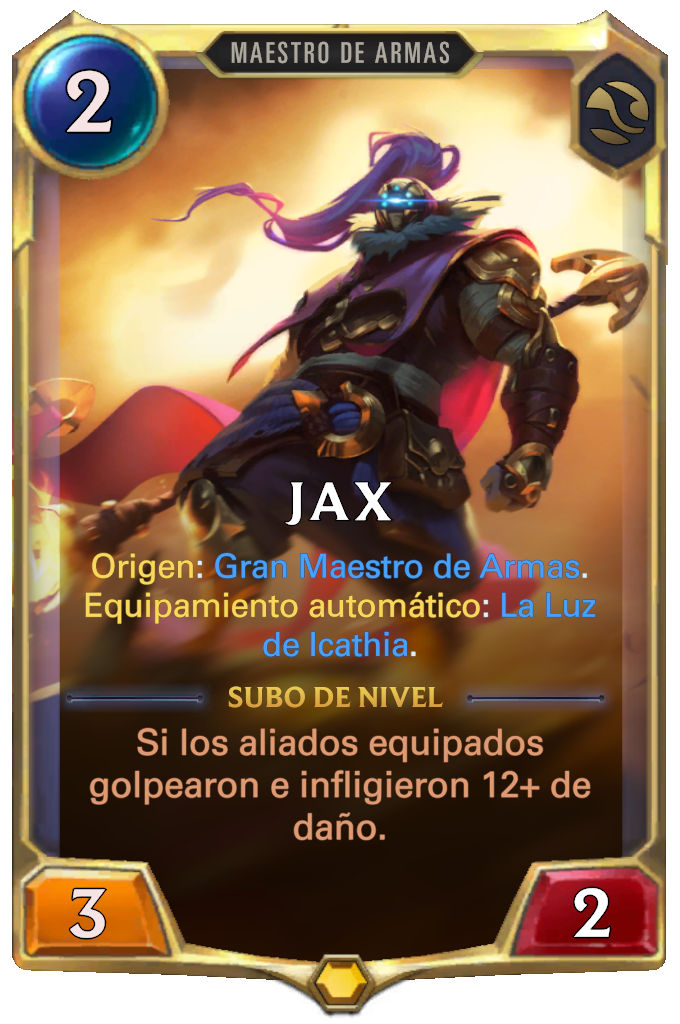 MAESTRO DE ARMAS
2
JAX
Origen: Gran Maestro de Armas.
Equipamiento automático: La Luz
de Icathia.
SUBO DE NIVEL
Si los aliados equipados
golpearon e infligieron 12+ de
daño.
3
2